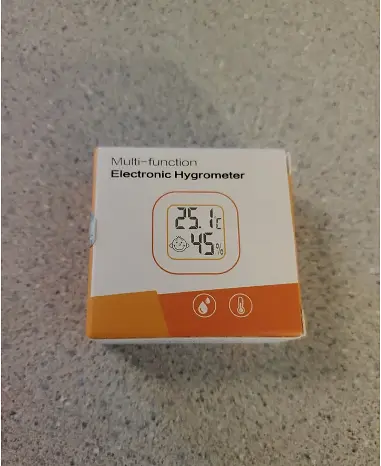 Multi-function
Electronic Hygrometer
25.1℃
45%